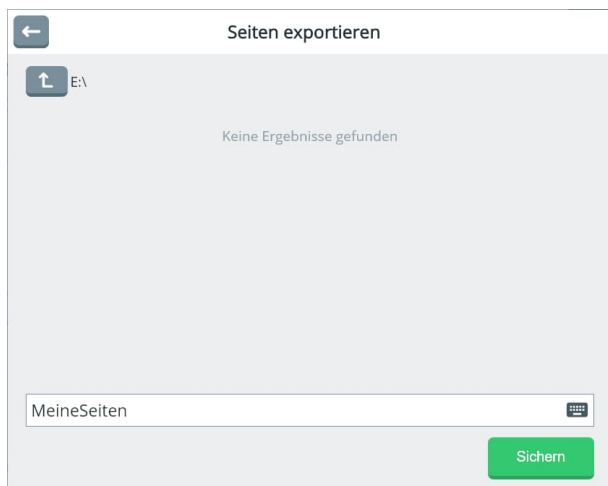 Seiten exportieren
E:\
Keine Ergebnisse gefunden
MeineSeiten
Sichern